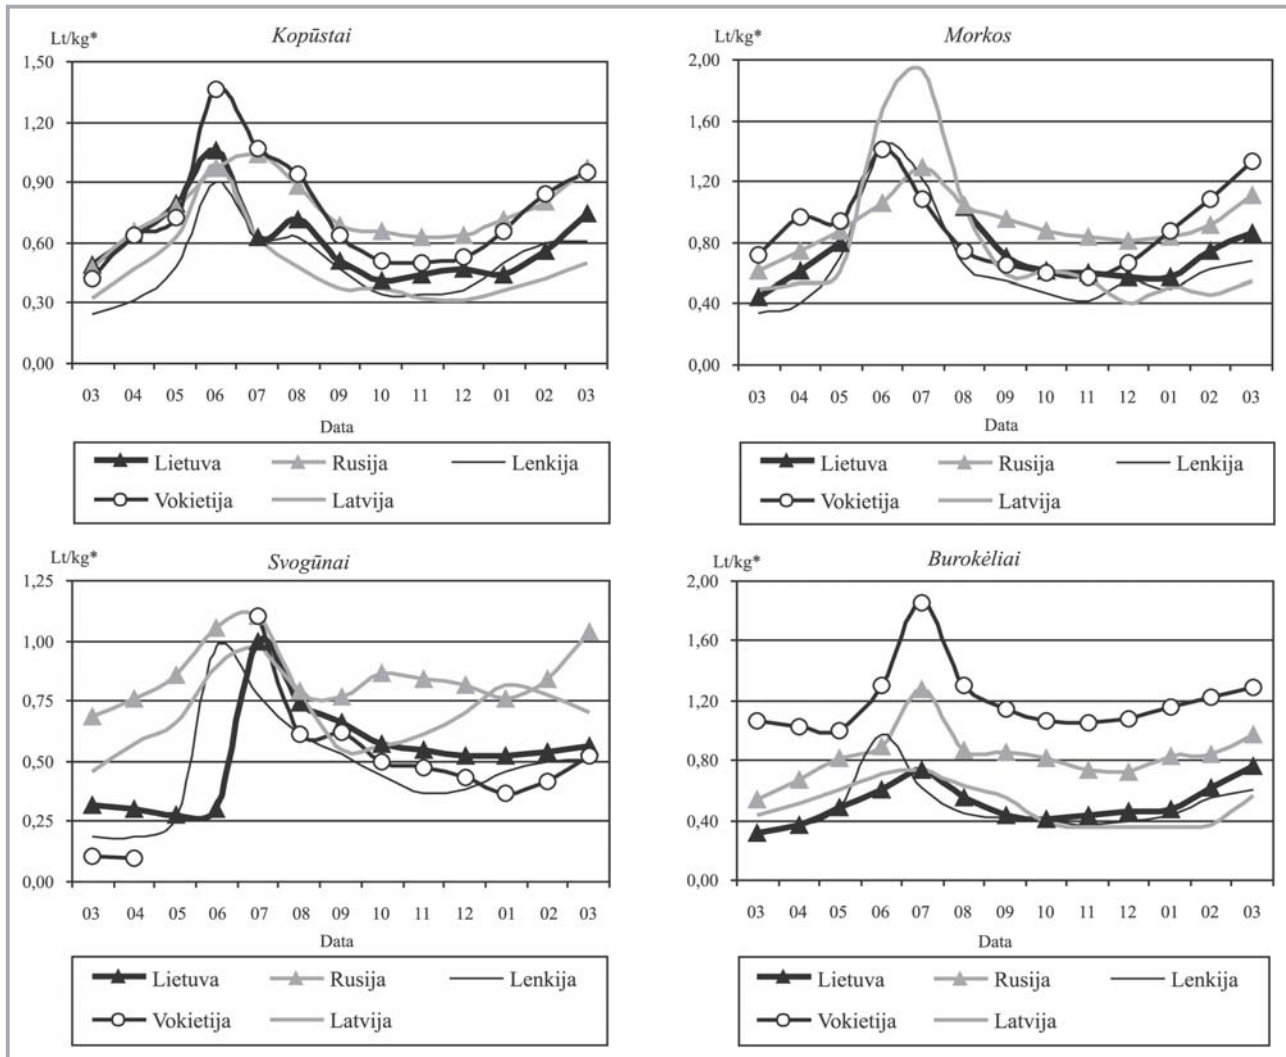 Kopūstai
Lt/kg*
1,50
1,20
0,90
0,60
0,30
0,00
03 04 05 06 07 08 09 10 11 12 01 02 03
Data
Lietuva Rusija Lenkija
Vokietija Latvija
Morkos
Lt/kg*
2,00
1,60
1,20
0,80
0,40
0,00
03 04 05 06 07 08 09 10 11 12 01 02 03
Data
Lietuva Rusija Lenkija
Vokietija Latvija
Svogūnai
Lt/kg*
1,25
1,00
0,75
0,50
0,25
0,00
03 04 05 06 07 08 09 10 11 12 01 02 03
Data
Lietuva Rusija Lenkija
Vokietija Latvija
Burokėliai
Lt/kg*
2,00
1,60
1,20
0,80
0,40
0,00
03 04 05 06 07 08 09 10 11 12 01 02 03
Data
Lietuva Rusija Lenkija
Vokietija Latvija